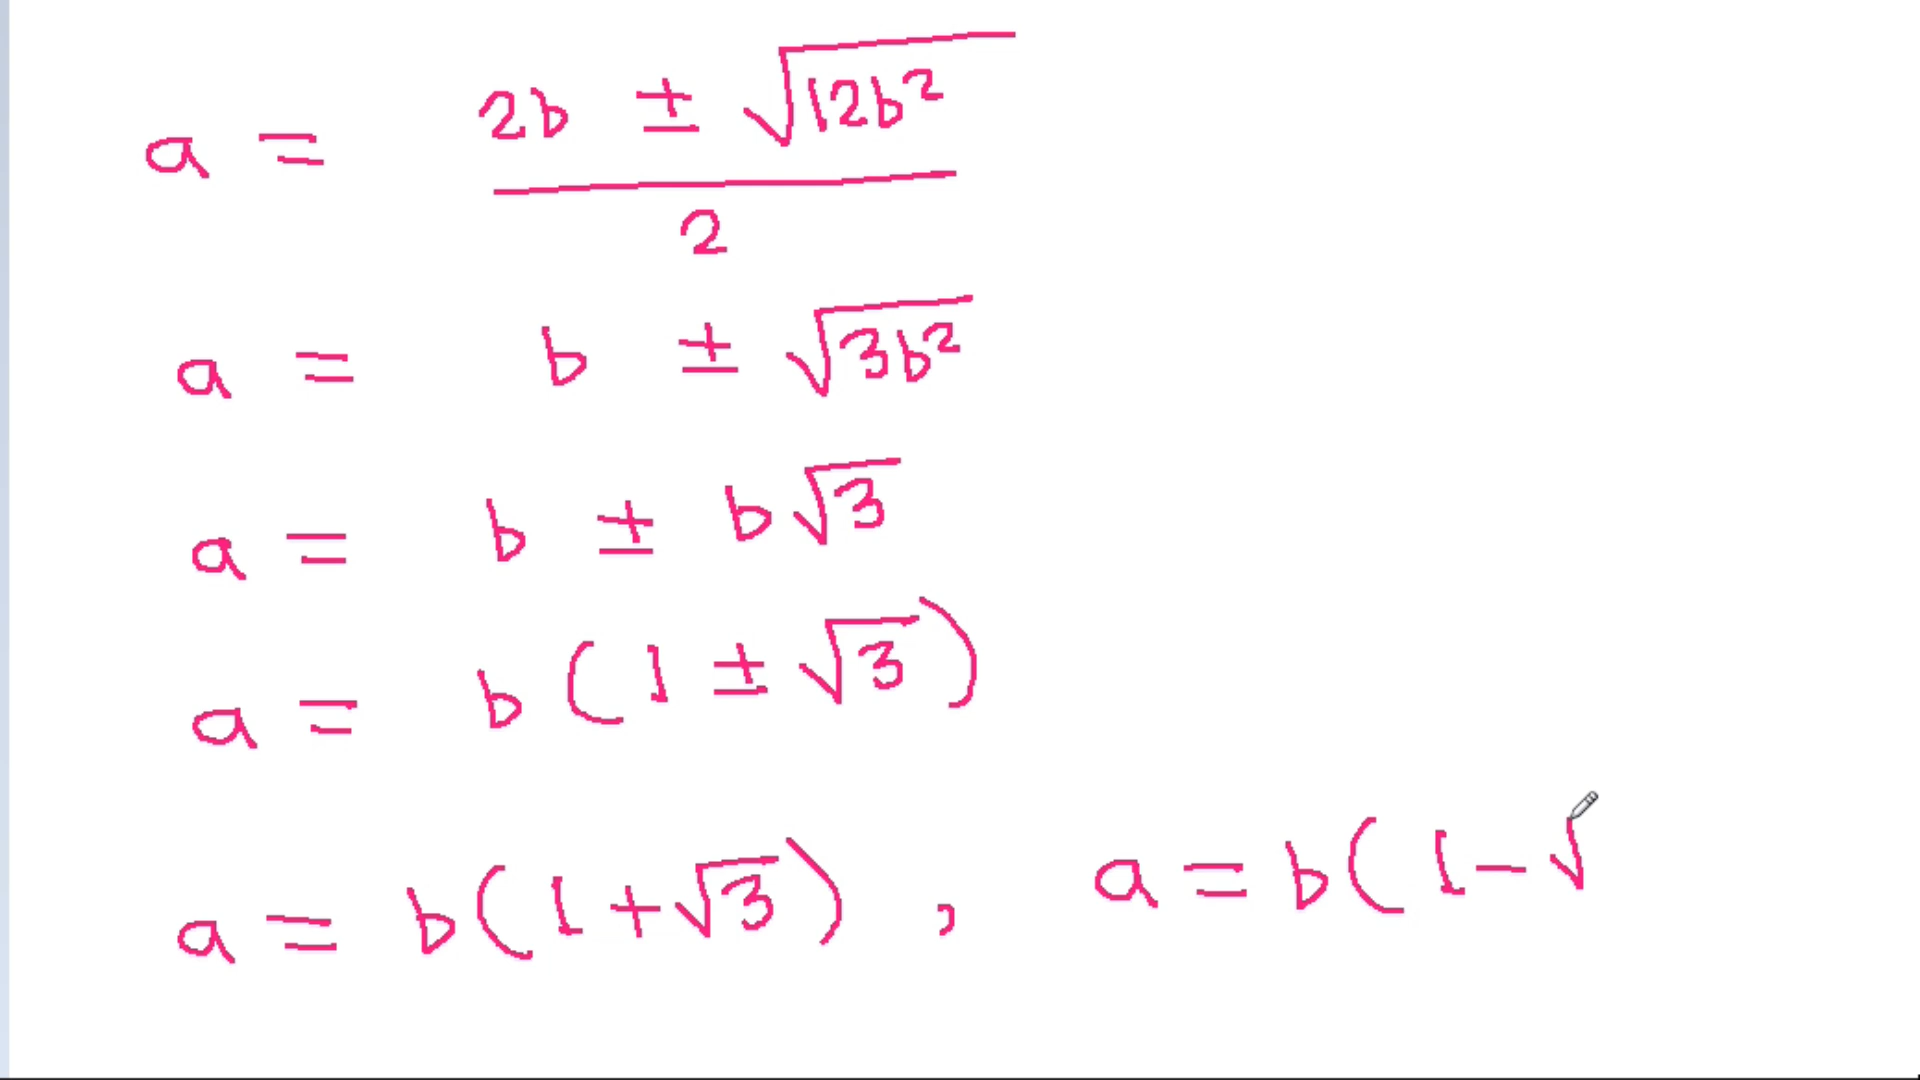 a = (2b ± √(12b²)) / 2
a = b ± √(3b²)
a = b ± b√3
a = b(1 ± √3)
a = b(1 + √3) , a = b(1 - √